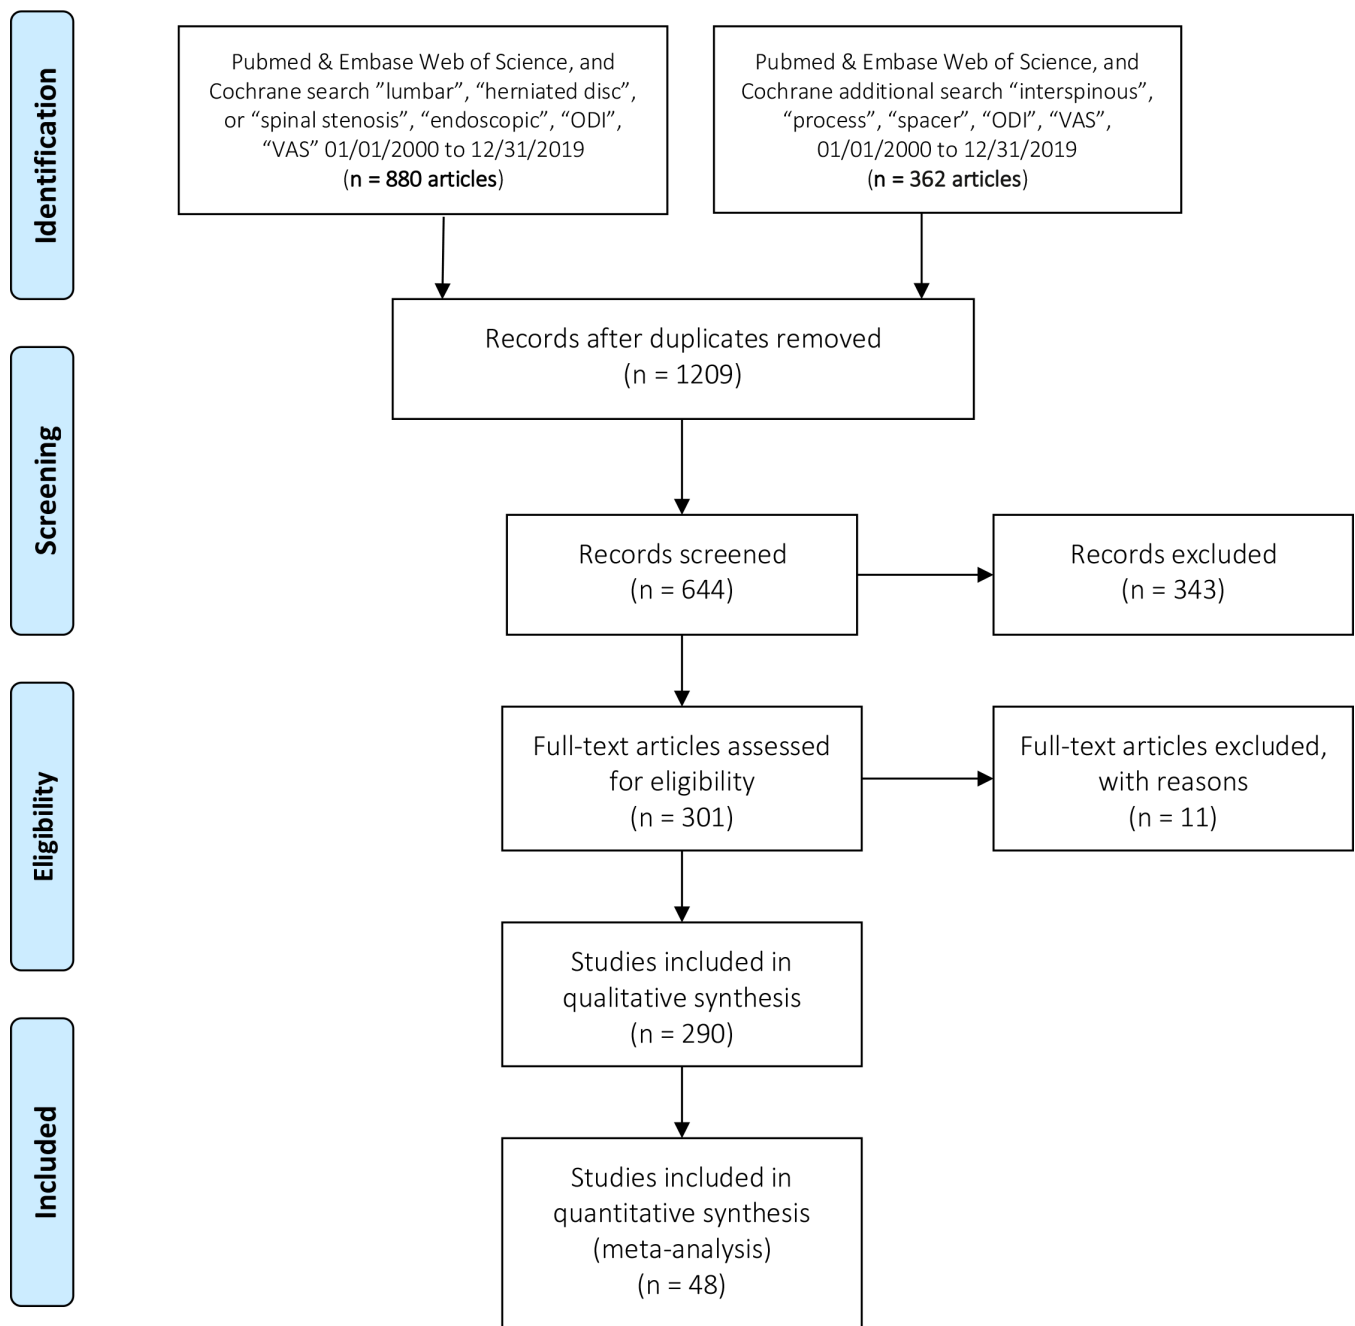 Identification
Pubmed & Embase Web of Science, and
Cochrane search ”lumbar”, “herniated disc”,
or “spinal stenosis”, “endoscopic”, “ODI”,
“VAS” 01/01/2000 to 12/31/2019
(n = 880 articles)
Pubmed & Embase Web of Science, and
Cochrane additional search “interspinous”,
“process”, “spacer”, “ODI”, “VAS”,
01/01/2000 to 12/31/2019
(n = 362 articles)
Records after duplicates removed
(n = 1209)
Screening
Records screened
(n = 644)
Records excluded
(n = 343)
Eligibility
Full-text articles assessed
for eligibility
(n = 301)
Full-text articles excluded,
with reasons
(n = 11)
Studies included in
qualitative synthesis
(n = 290)
Included
Studies included in
quantitative synthesis
(meta-analysis)
(n = 48)